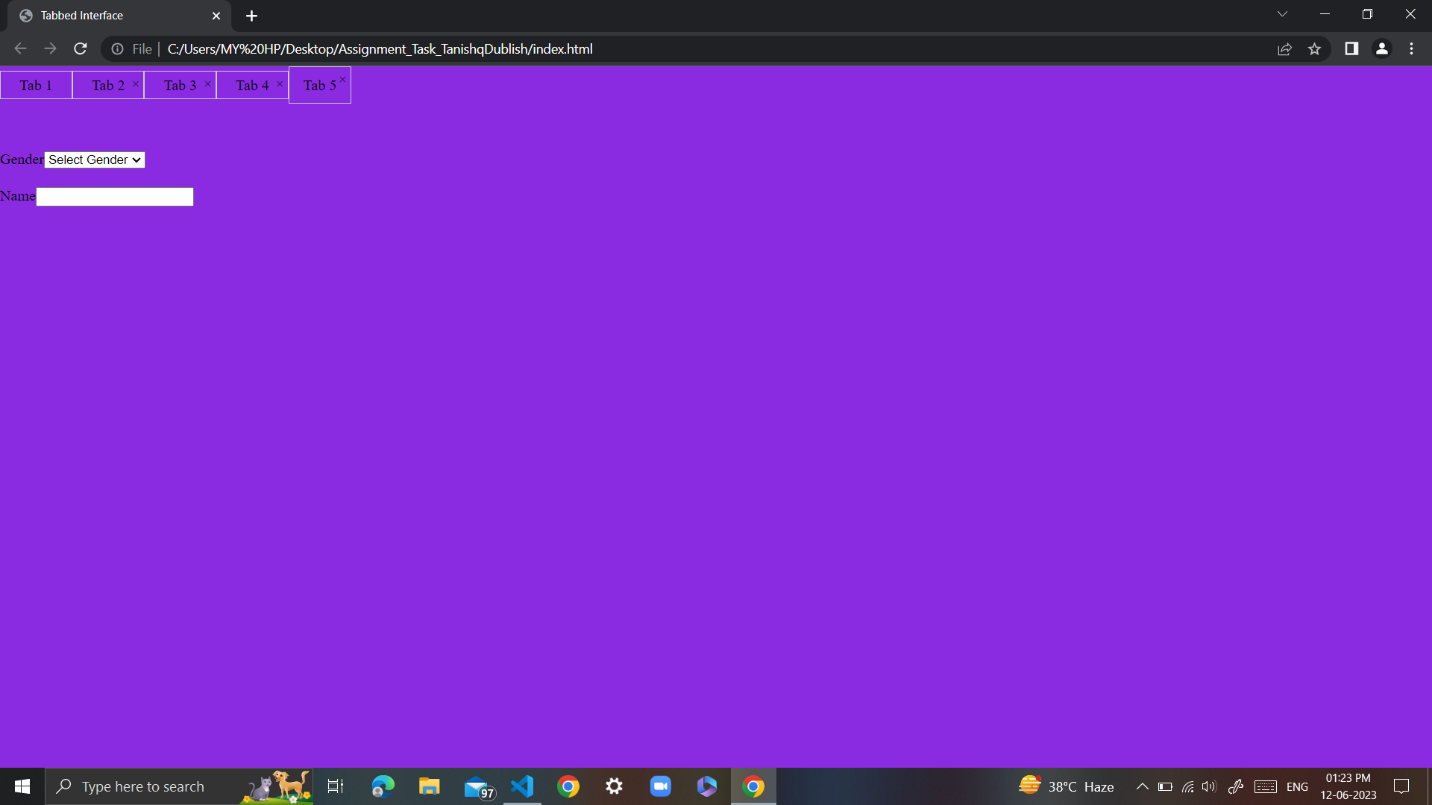 Tabbed Interface
File C:/Users/MY%20HP/Desktop/Assignment_Task_TanishqDublish/index.html
Tab 1 Tab 2 × Tab 3 × Tab 4 × Tab 5 ×
Gender Select Gender
Name
Type here to search 97 38°C Haze ENG 01:23 PM
12-06-2023